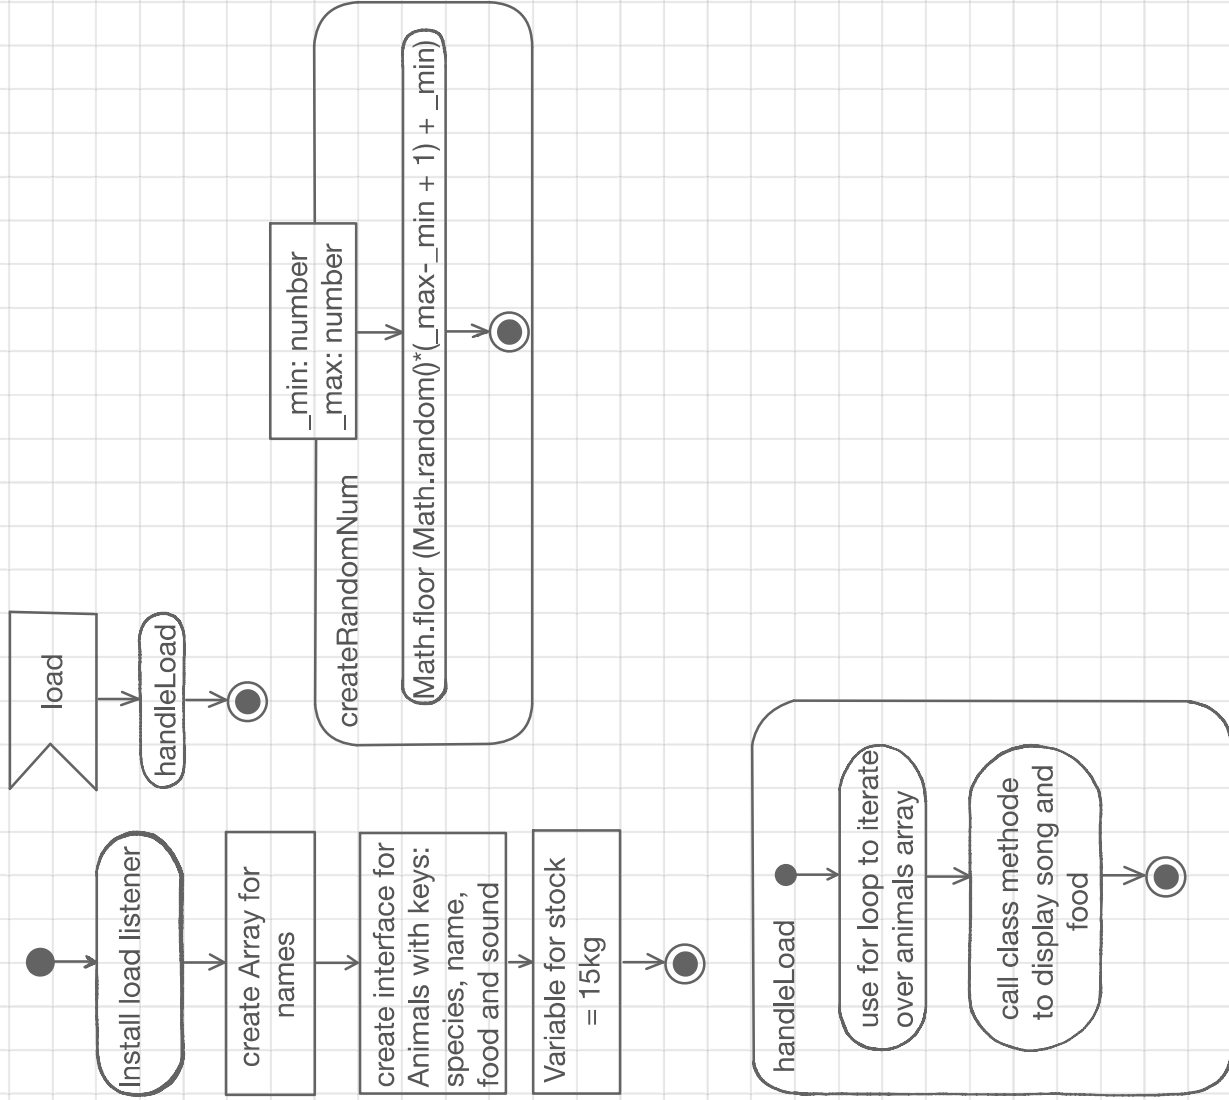 Install load listener
create Array for
names
create interface for
Animals with keys:
species, name,
food and sound
Variable for stock
= 15kg
load
handleLoad
_min: number
_max: number
createRandomNum
Math.floor (Math.random()*(_max-_min + 1) + _min)
handleLoad
use for loop to iterate
over animals array
call class methode
to display song and
food